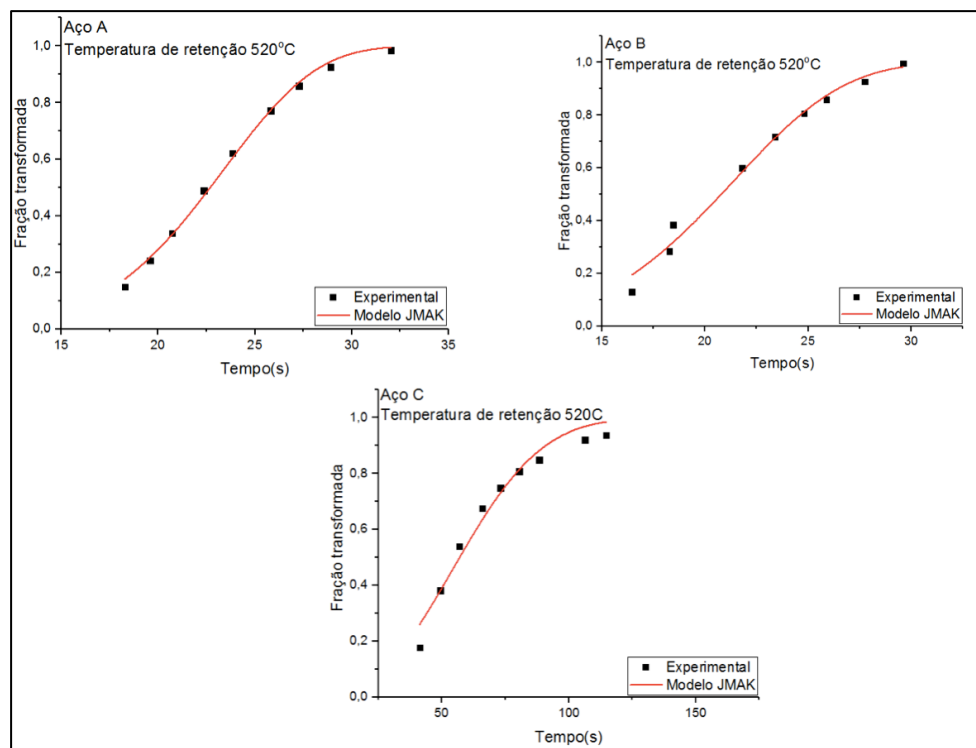 Aço A
Temperatura de retenção 520°C
1,0
0,8
0,6
0,4
0,2
0,0
Fração transformada
Experimental
Modelo JMAK
15 20 25 30 35
Tempo(s)
Aço B
Temperatura de retenção 520°C
1,0
0,8
0,6
0,4
0,2
0,0
Fração transformada
Experimental
Modelo JMAK
15 20 25 30
Tempo(s)
Aço C
Temperatura de retenção 520C
1,0
0,8
0,6
0,4
0,2
0,0
Fração transformada
Experimental
Modelo JMAK
50 100 150
Tempo(s)